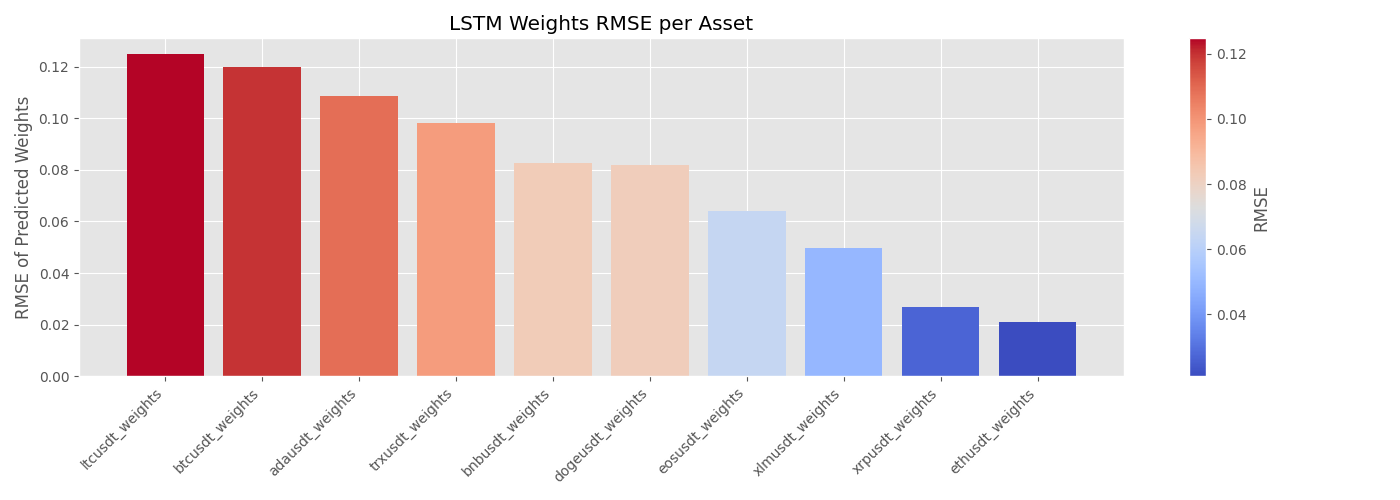 LSTM Weights RMSE per Asset
RMSE of Predicted Weights
0.12
0.10
0.08
0.06
0.04
0.02
0.00
ltcusdt_weights
btcusdt_weights
adausdt_weights
trxusdt_weights
bnbusdt_weights
dogeusdt_weights
eosusdt_weights
xlmusdt_weights
xrpusdt_weights
ethusdt_weights
0.12
0.10
0.08
0.06
0.04
RMSE